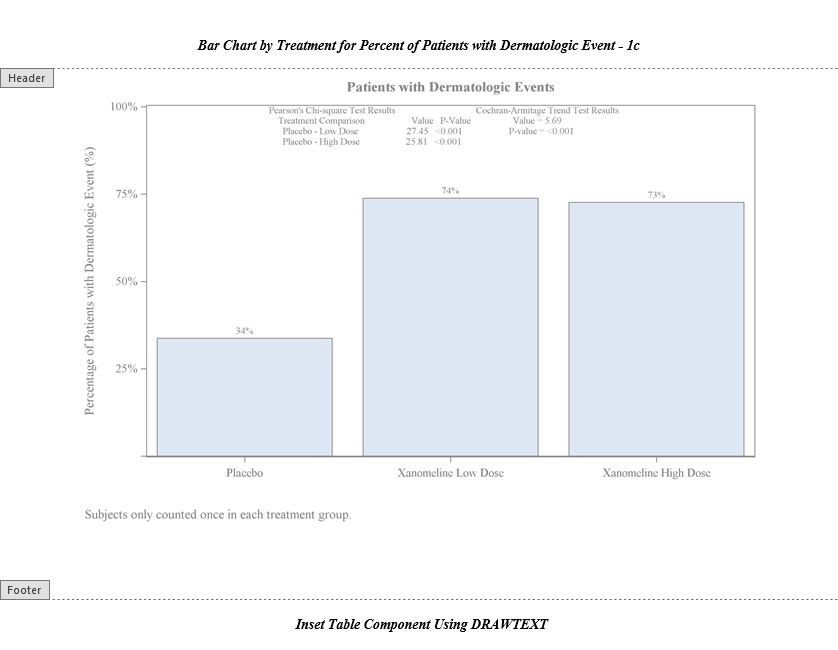 Bar Chart by Treatment for Percent of Patients with Dermatologic Event - 1c
Header
Patients with Dermatologic Events
Pearson's Chi-square Test Results
Treatment Comparison Value P-Value
Placebo - Low Dose 27.45 <0.001
Placebo - High Dose 25.81 <0.001
Cochran-Armitage Trend Test Results
Value = 5.69
P-value = <0.001
Percentage of Patients with Dermatologic Event (%)
100%
75%
50%
25%
34%
74%
73%
Placebo
Xanomeline Low Dose
Xanomeline High Dose
Subjects only counted once in each treatment group.
Footer
Inset Table Component Using DRAWTEXT